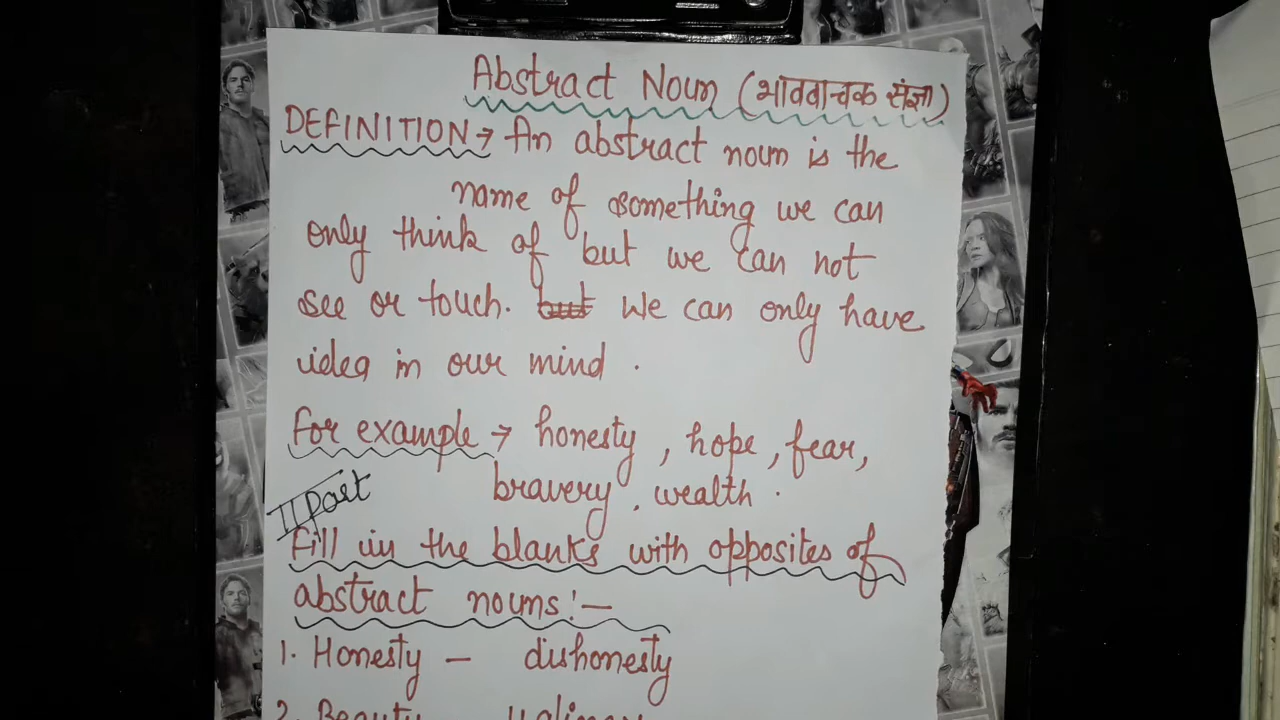 Abstract Noun (भाववाचक संज्ञा)
DEFINITION → An abstract noun is the
name of something we can
only think of but we can not
see or touch. but We can only have
idea in our mind .
For example → honesty , hope , fear,
bravery , wealth .
II Part
Fill in the blanks with opposites of
abstract nouns:-
1. Honesty - dishonesty
2. Beauty